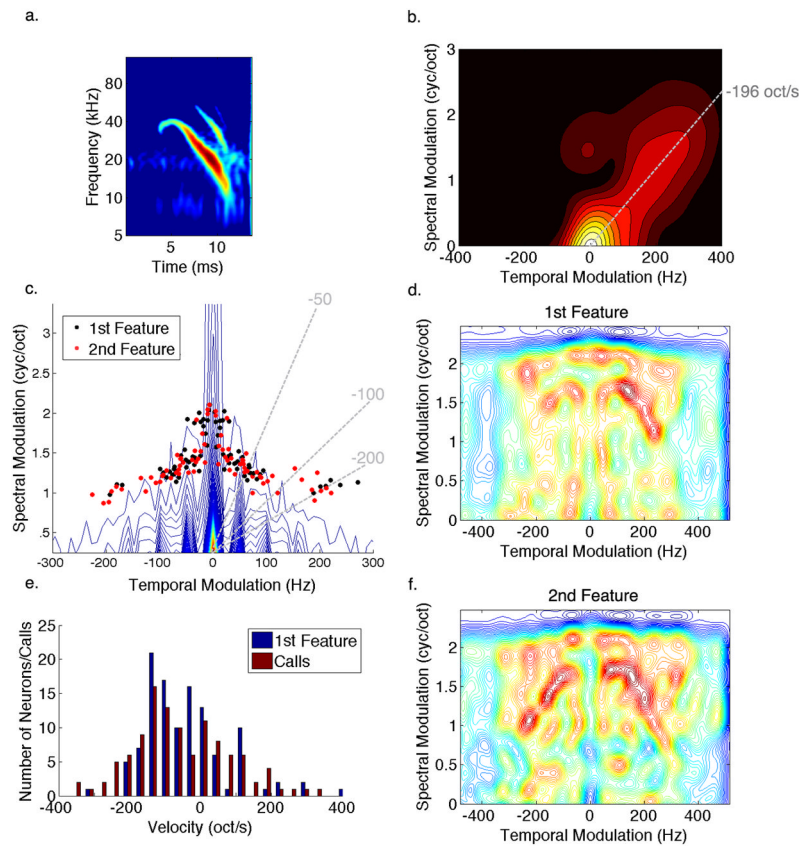 a.
Frequency (kHz)
80
40
20
10
5
5 10
Time (ms)
b.
Spectral Modulation (cyc/oct)
3
2
1
0
-400 -200 0 200 400
Temporal Modulation (Hz)
-196 oct/s
c.
Spectral Modulation (cyc/oct)
1st Feature
2nd Feature
-50
-100
-200
3
2.5
2
1.5
1
.5
-300 -200 -100 0 100 200 300
Temporal Modulation (Hz)
d.
1st Feature
Spectral Modulation (cyc/oct)
2
1.5
1
0.5
0
-400 -200 0 200 400
Temporal Modulation (Hz)
e.
Number of Neurons/Calls
1st Feature
Calls
25
20
15
10
5
0
-400 -200 0 200 400
Velocity (oct/s)
f.
2nd Feature
Spectral Modulation (cyc/oct)
2
1.5
1
0.5
0
-400 -200 0 200 400
Temporal Modulation (Hz)